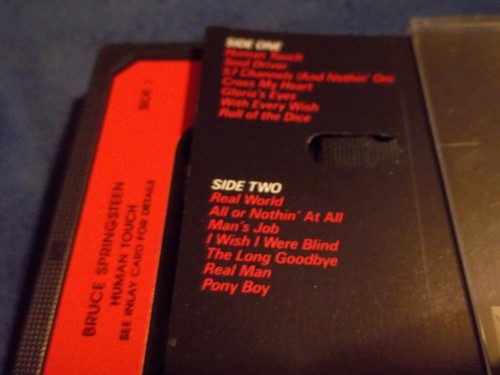 SIDE 1
BRUCE SPRINGSTEEN
HUMAN TOUCH
SEE INLAY CARD FOR DETAILS
SIDE ONE
Human Touch
Soul Driver
57 Channels (And Nothin' On)
Cross My Heart
Gloria's Eyes
With Every Wish
Roll of the Dice
SIDE TWO
Real World
All or Nothin' At All
Man's Job
I Wish I Were Blind
The Long Goodbye
Real Man
Pony Boy